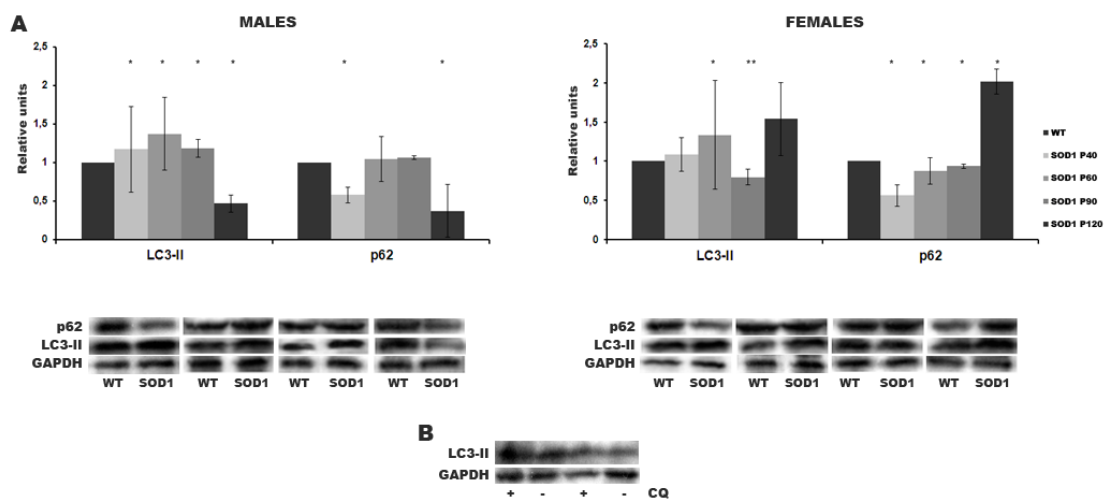 A
MALES
2,5
2
1,5
1
0,5
0
Relative units
* * * *
* *
LC3-II p62
FEMALES
2,5
2
1,5
1
0,5
0
Relative units
* **
* * * *
LC3-II p62
WT
SOD1 P40
SOD1 P60
SOD1 P90
SOD1 P120
p62
LC3-II
GAPDH
WT SOD1 WT SOD1 WT SOD1 WT SOD1
p62
LC3-II
GAPDH
WT SOD1 WT SOD1 WT SOD1 WT SOD1
B
LC3-II
GAPDH
+ - + - CQ